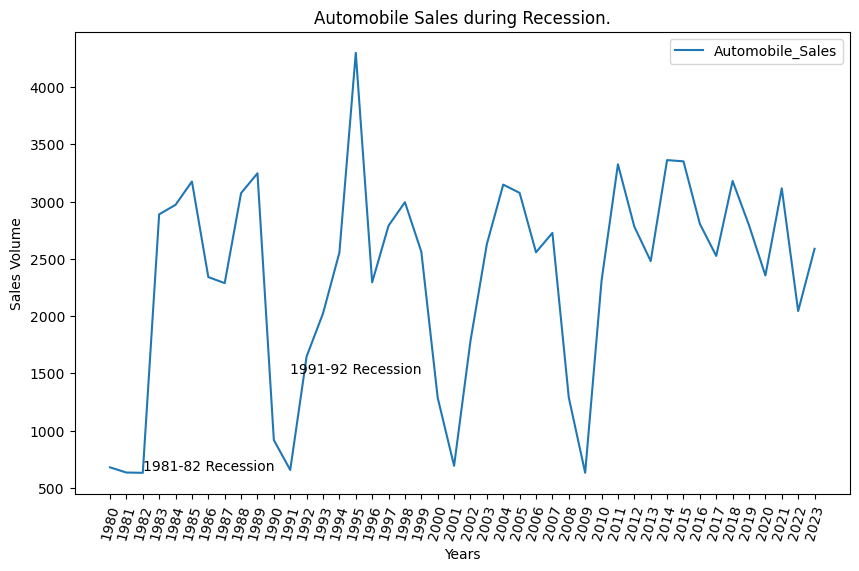 Automobile Sales during Recession.
Automobile_Sales
Sales Volume
4000
3500
3000
2500
2000
1500
1000
500
1991-92 Recession
1981-82 Recession
1980 1981 1982 1983 1984 1985 1986 1987 1988 1989 1990 1991 1992 1993 1994 1995 1996 1997 1998 1999 2000 2001 2002 2003 2004 2005 2006 2007 2008 2009 2010 2011 2012 2013 2014 2015 2016 2017 2018 2019 2020 2021 2022 2023
Years